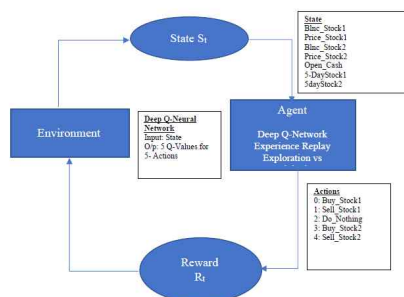 State St
State
Blnc_Stock1
Price_Stock1
Blnc_Stock2
Price_Stock2
Open_Cash
5-DayStock1
5dayStock2
Environment
Deep Q-Neural
Network
Input: State
O/p: 5 Q-Values for
5- Actions
Agent
Deep Q-Network
Experience Replay
Exploration vs
Actions
0: Buy_Stock1
1: Sell_Stock1
2: Do_Nothing
3: Buy_Stock2
4: Sell_Stock2
Reward
Rt